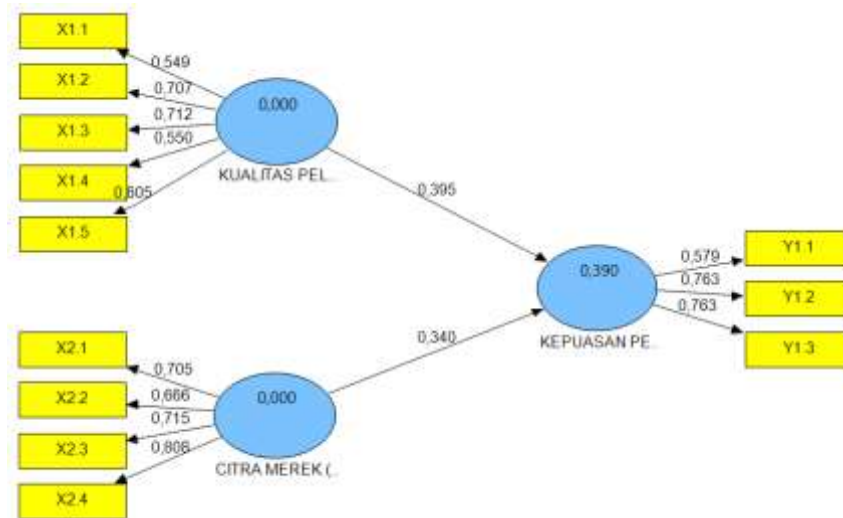 X1.1
0,549
X1.2
0,707
X1.3
0,712
X1.4
0,550
X1.5
0,605
0,000
KUALITAS PEL...
0,395
0,390
KEPUASAN PE...
0,579
Y1.1
0,763
Y1.2
0,763
Y1.3
0,340
X2.1
0,705
X2.2
0,666
X2.3
0,715
X2.4
0,806
0,000
CITRA MEREK (..